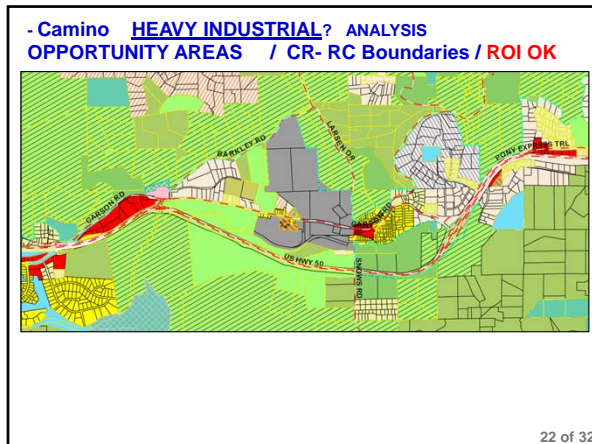 - Camino HEAVY INDUSTRIAL? ANALYSIS
OPPORTUNITY AREAS / CR- RC Boundaries / ROI OK
BARKLEY RD
LARSEN DR
PONY EXPRESS TRL
CARSON RD
CARSON RD
US HWY 50
SNOWS RD
22 of 32